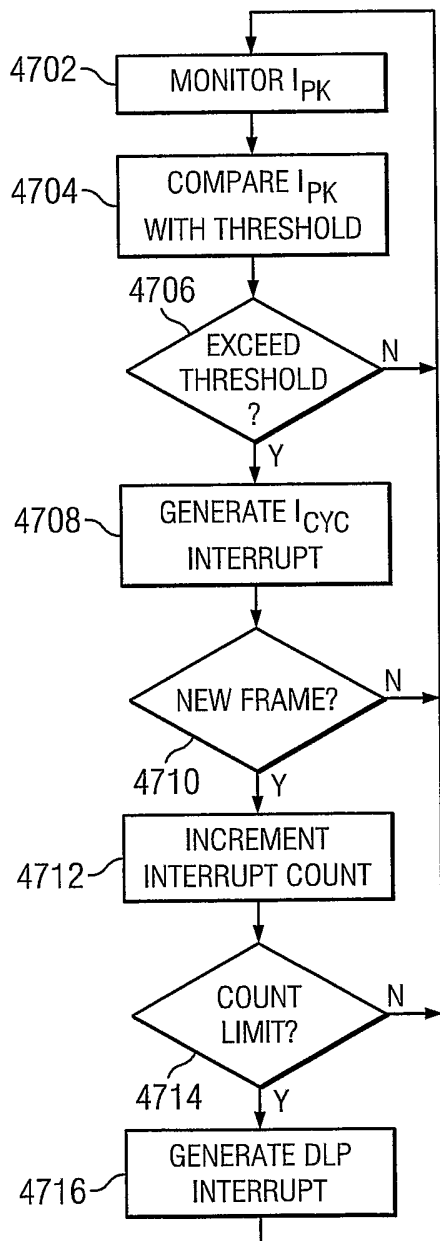 4702
MONITOR I_PK
4704
COMPARE I_PK
WITH THRESHOLD
4706
EXCEED
THRESHOLD
?
N
Y
4708
GENERATE I_CYC
INTERRUPT
NEW FRAME?
N
4710
Y
4712
INCREMENT
INTERRUPT COUNT
COUNT
LIMIT?
N
4714
Y
4716
GENERATE DLP
INTERRUPT